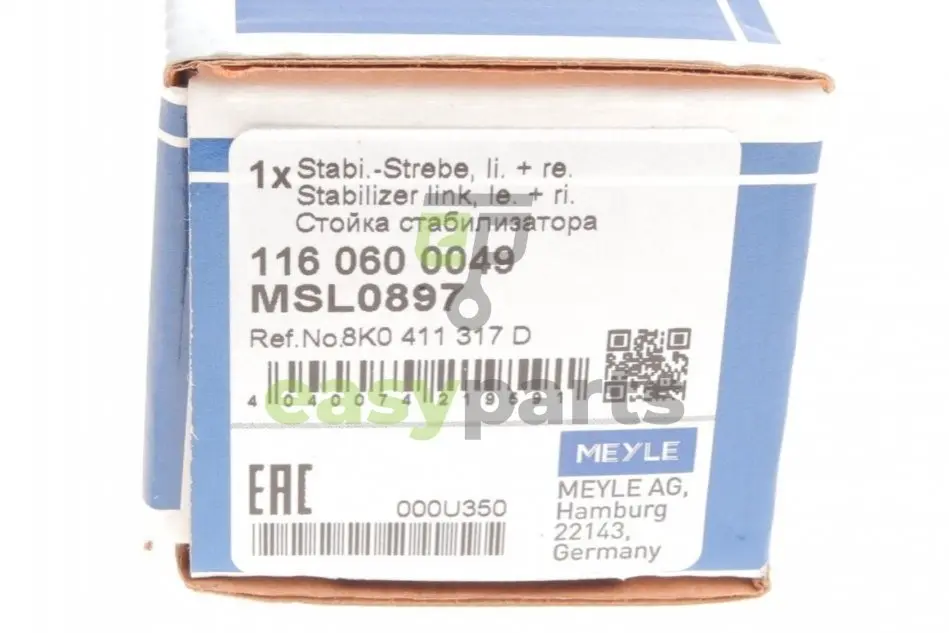 1x Stabi.-Strebe, li. + re.
Stabilizer link, le. + ri.
Стойка стабилизатора
116 060 0049
MSL0897
Ref.No.8K0 411 317 D
4 040074 219591
easyparts
MEYLE
EAC
000U350
MEYLE AG,
Hamburg
22143,
Germany